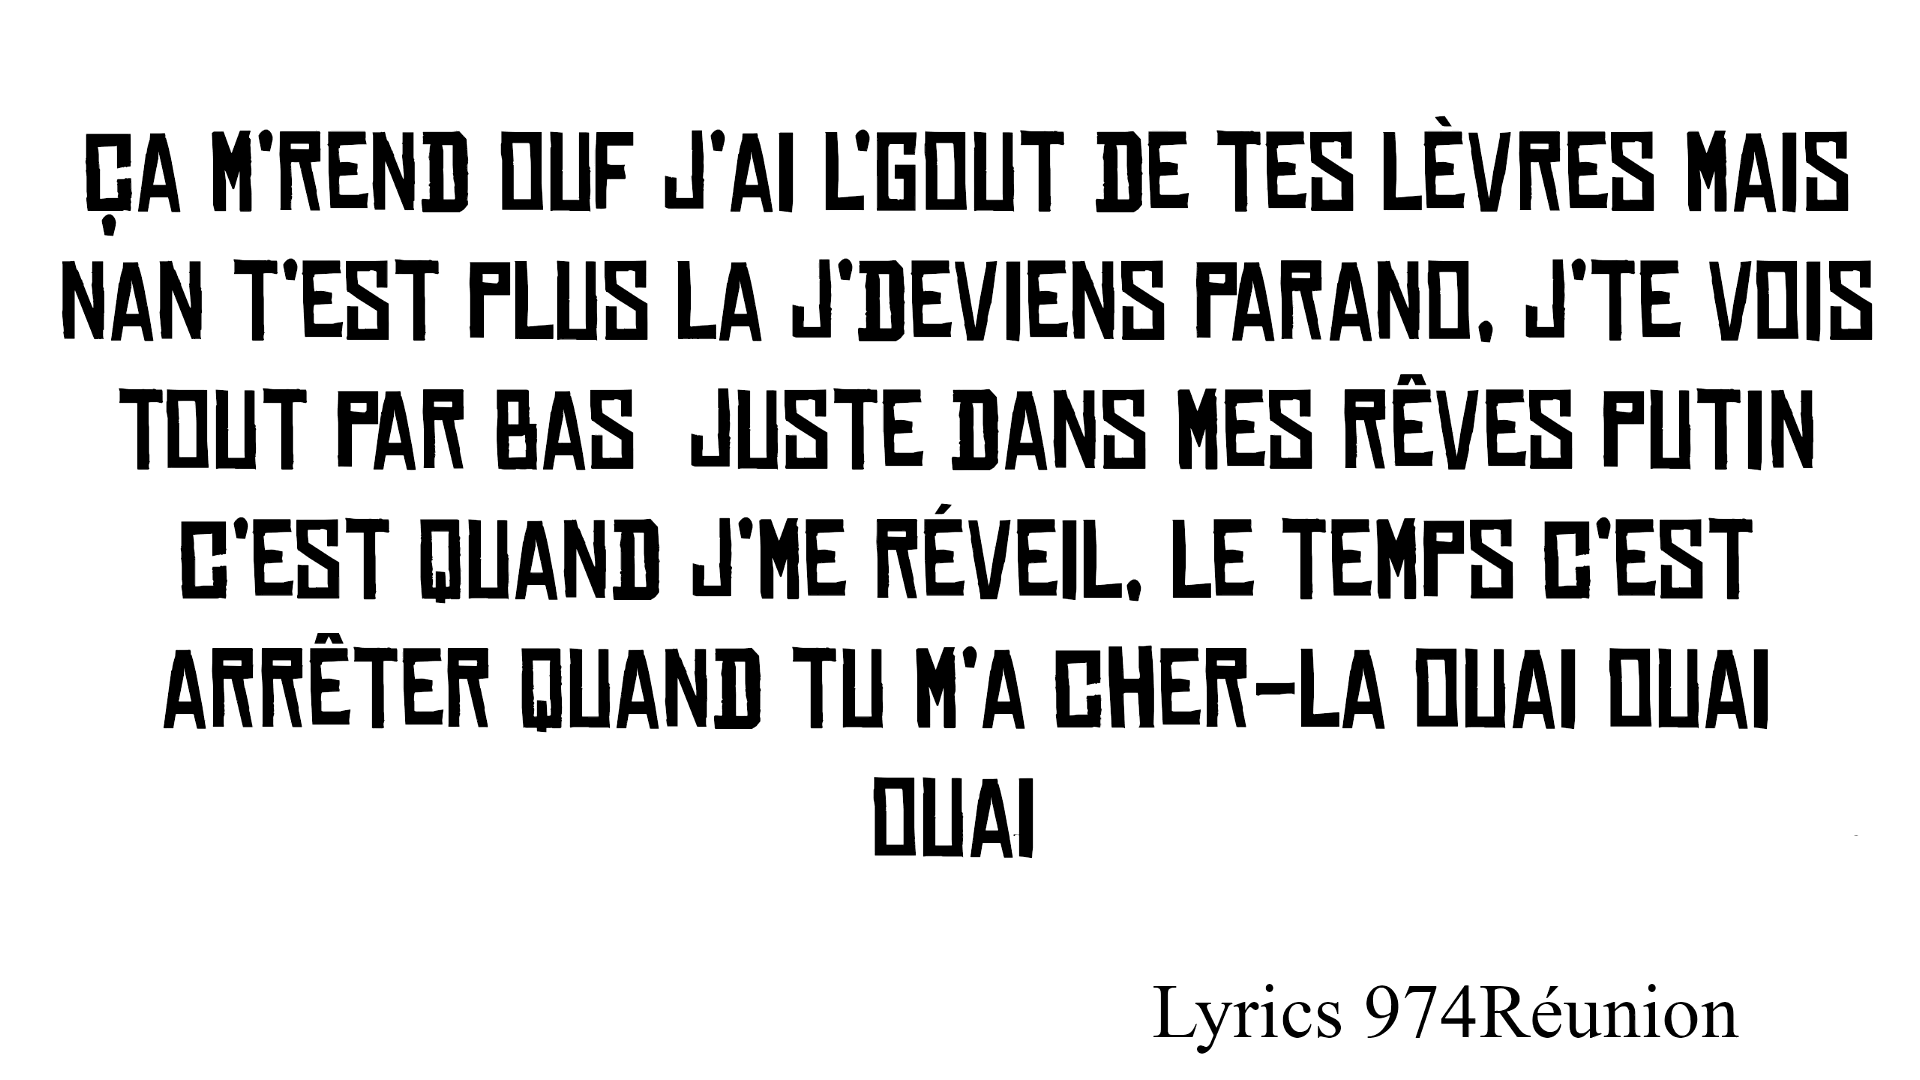 ÇA M'REND OUF J'AI L'GOUT DE TES LÈVRES MAIS
NAN T'EST PLUS LA J'DEVIENS PARANO. J'TE VOIS
TOUT PAR BAS  JUSTE DANS MES RÊVES PUTIN
C'EST QUAND J'ME RÉVEIL. LE TEMPS C'EST
ARRÊTER QUAND TU M'A CHER-LA OUAI OUAI
OUAI
Lyrics 974Réunion